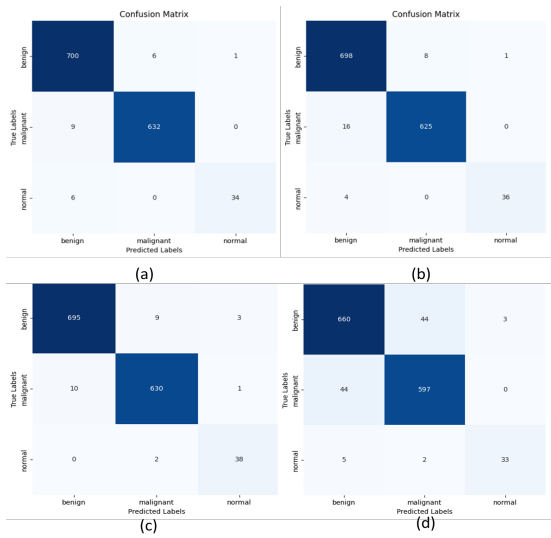 Confusion Matrix
True Labels
benign
malignant
normal
700 6 1
9 632 0
6 0 34
benign malignant normal
Predicted Labels
(a)
Confusion Matrix
True Labels
benign
malignant
normal
698 8 1
16 625 0
4 0 36
benign malignant normal
Predicted Labels
(b)
True Labels
benign
malignant
normal
695 9 3
10 630 1
0 2 38
benign malignant normal
Predicted Labels
(c)
True Labels
benign
malignant
normal
660 44 3
44 597 0
5 2 33
benign malignant normal
Predicted Labels
(d)